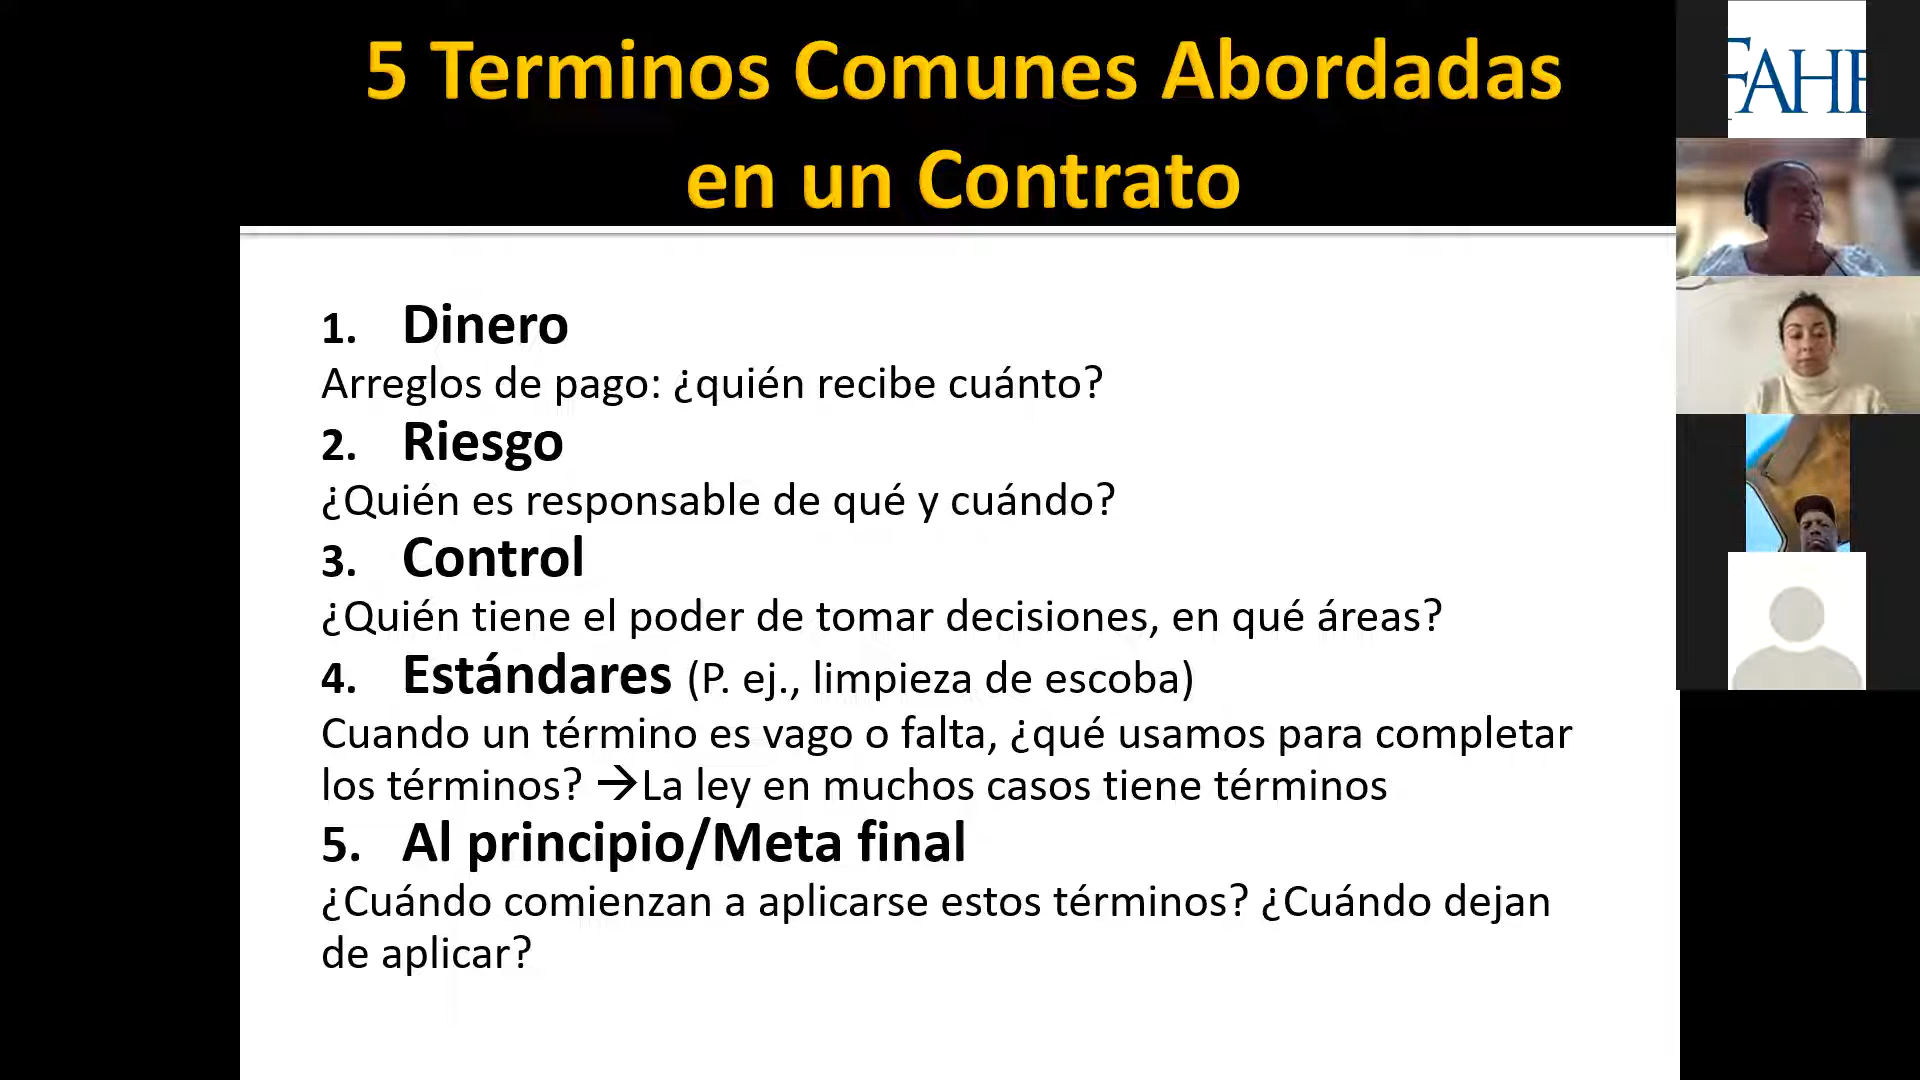 5 Terminos Comunes Abordadas
en un Contrato
1. Dinero
Arreglos de pago: ¿quién recibe cuánto?
2. Riesgo
¿Quién es responsable de qué y cuándo?
3. Control
¿Quién tiene el poder de tomar decisiones, en qué áreas?
4. Estándares (P. ej., limpieza de escoba)
Cuando un término es vago o falta, ¿qué usamos para completar
los términos? →La ley en muchos casos tiene términos
5. Al principio/Meta final
¿Cuándo comienzan a aplicarse estos términos? ¿Cuándo dejan
de aplicar?